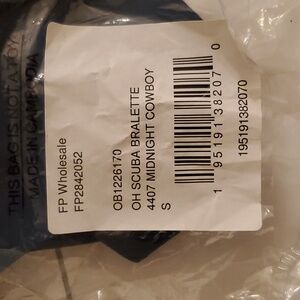 THIS BAG IS NOT A TOY
MADE IN CAMBODIA
FP Wholesale
FP2842052
OB1226170
OH SCUBA BRALETTE
4407 MIDNIGHT COWBOY
S
1 95191 38207 0
195191382070